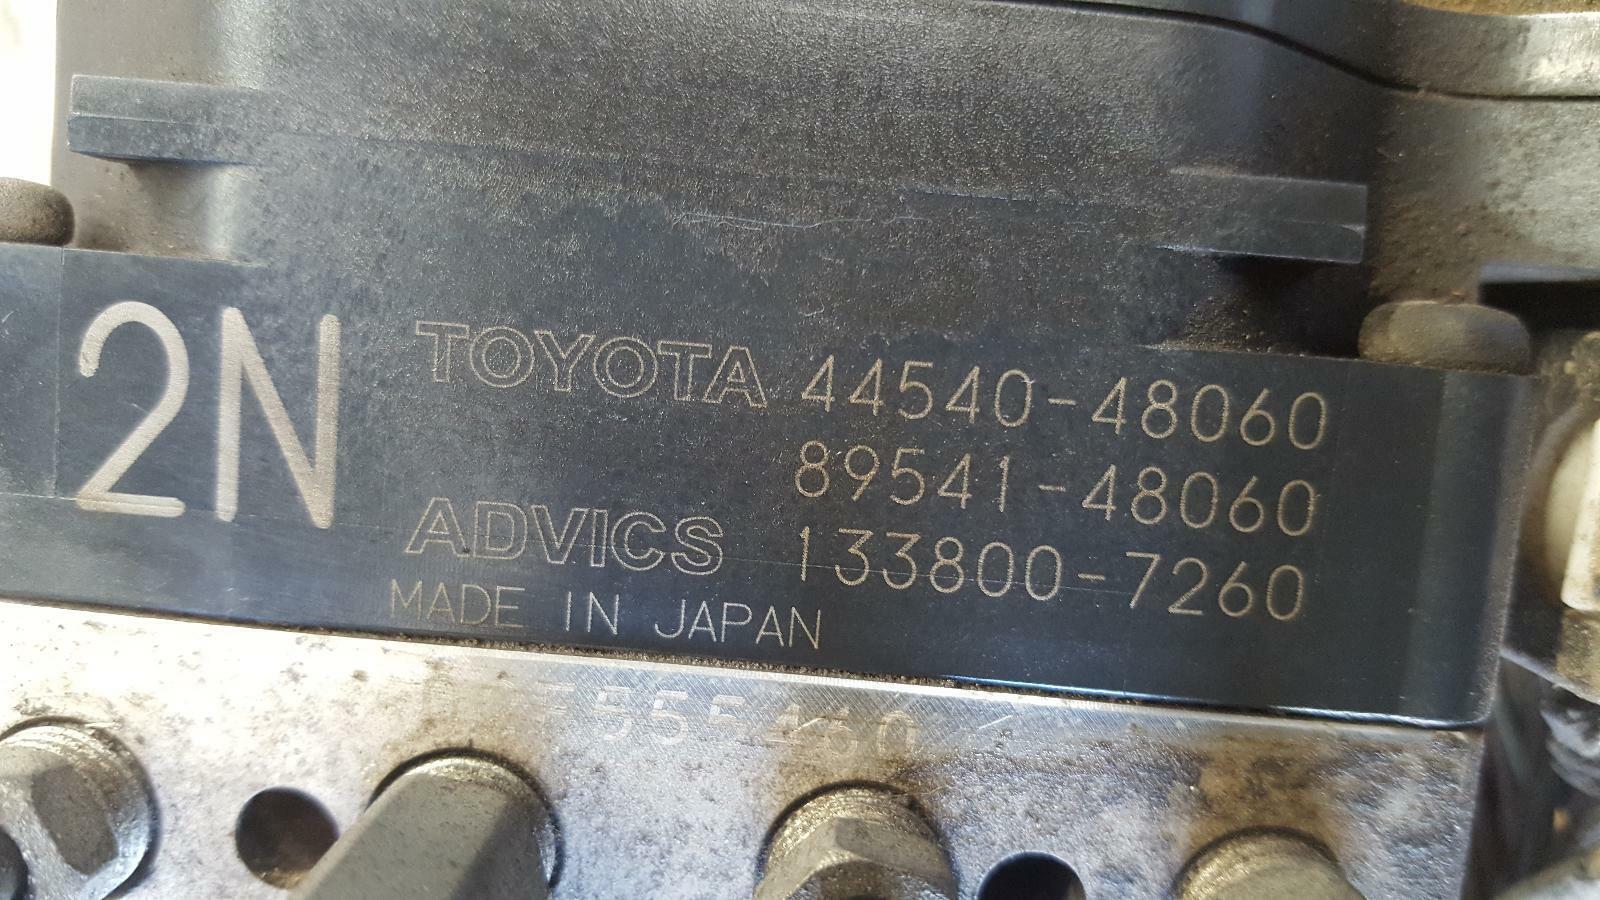 2N
TOYOTA 44540-48060
89541-48060
ADVICS 133800-7260
MADE IN JAPAN